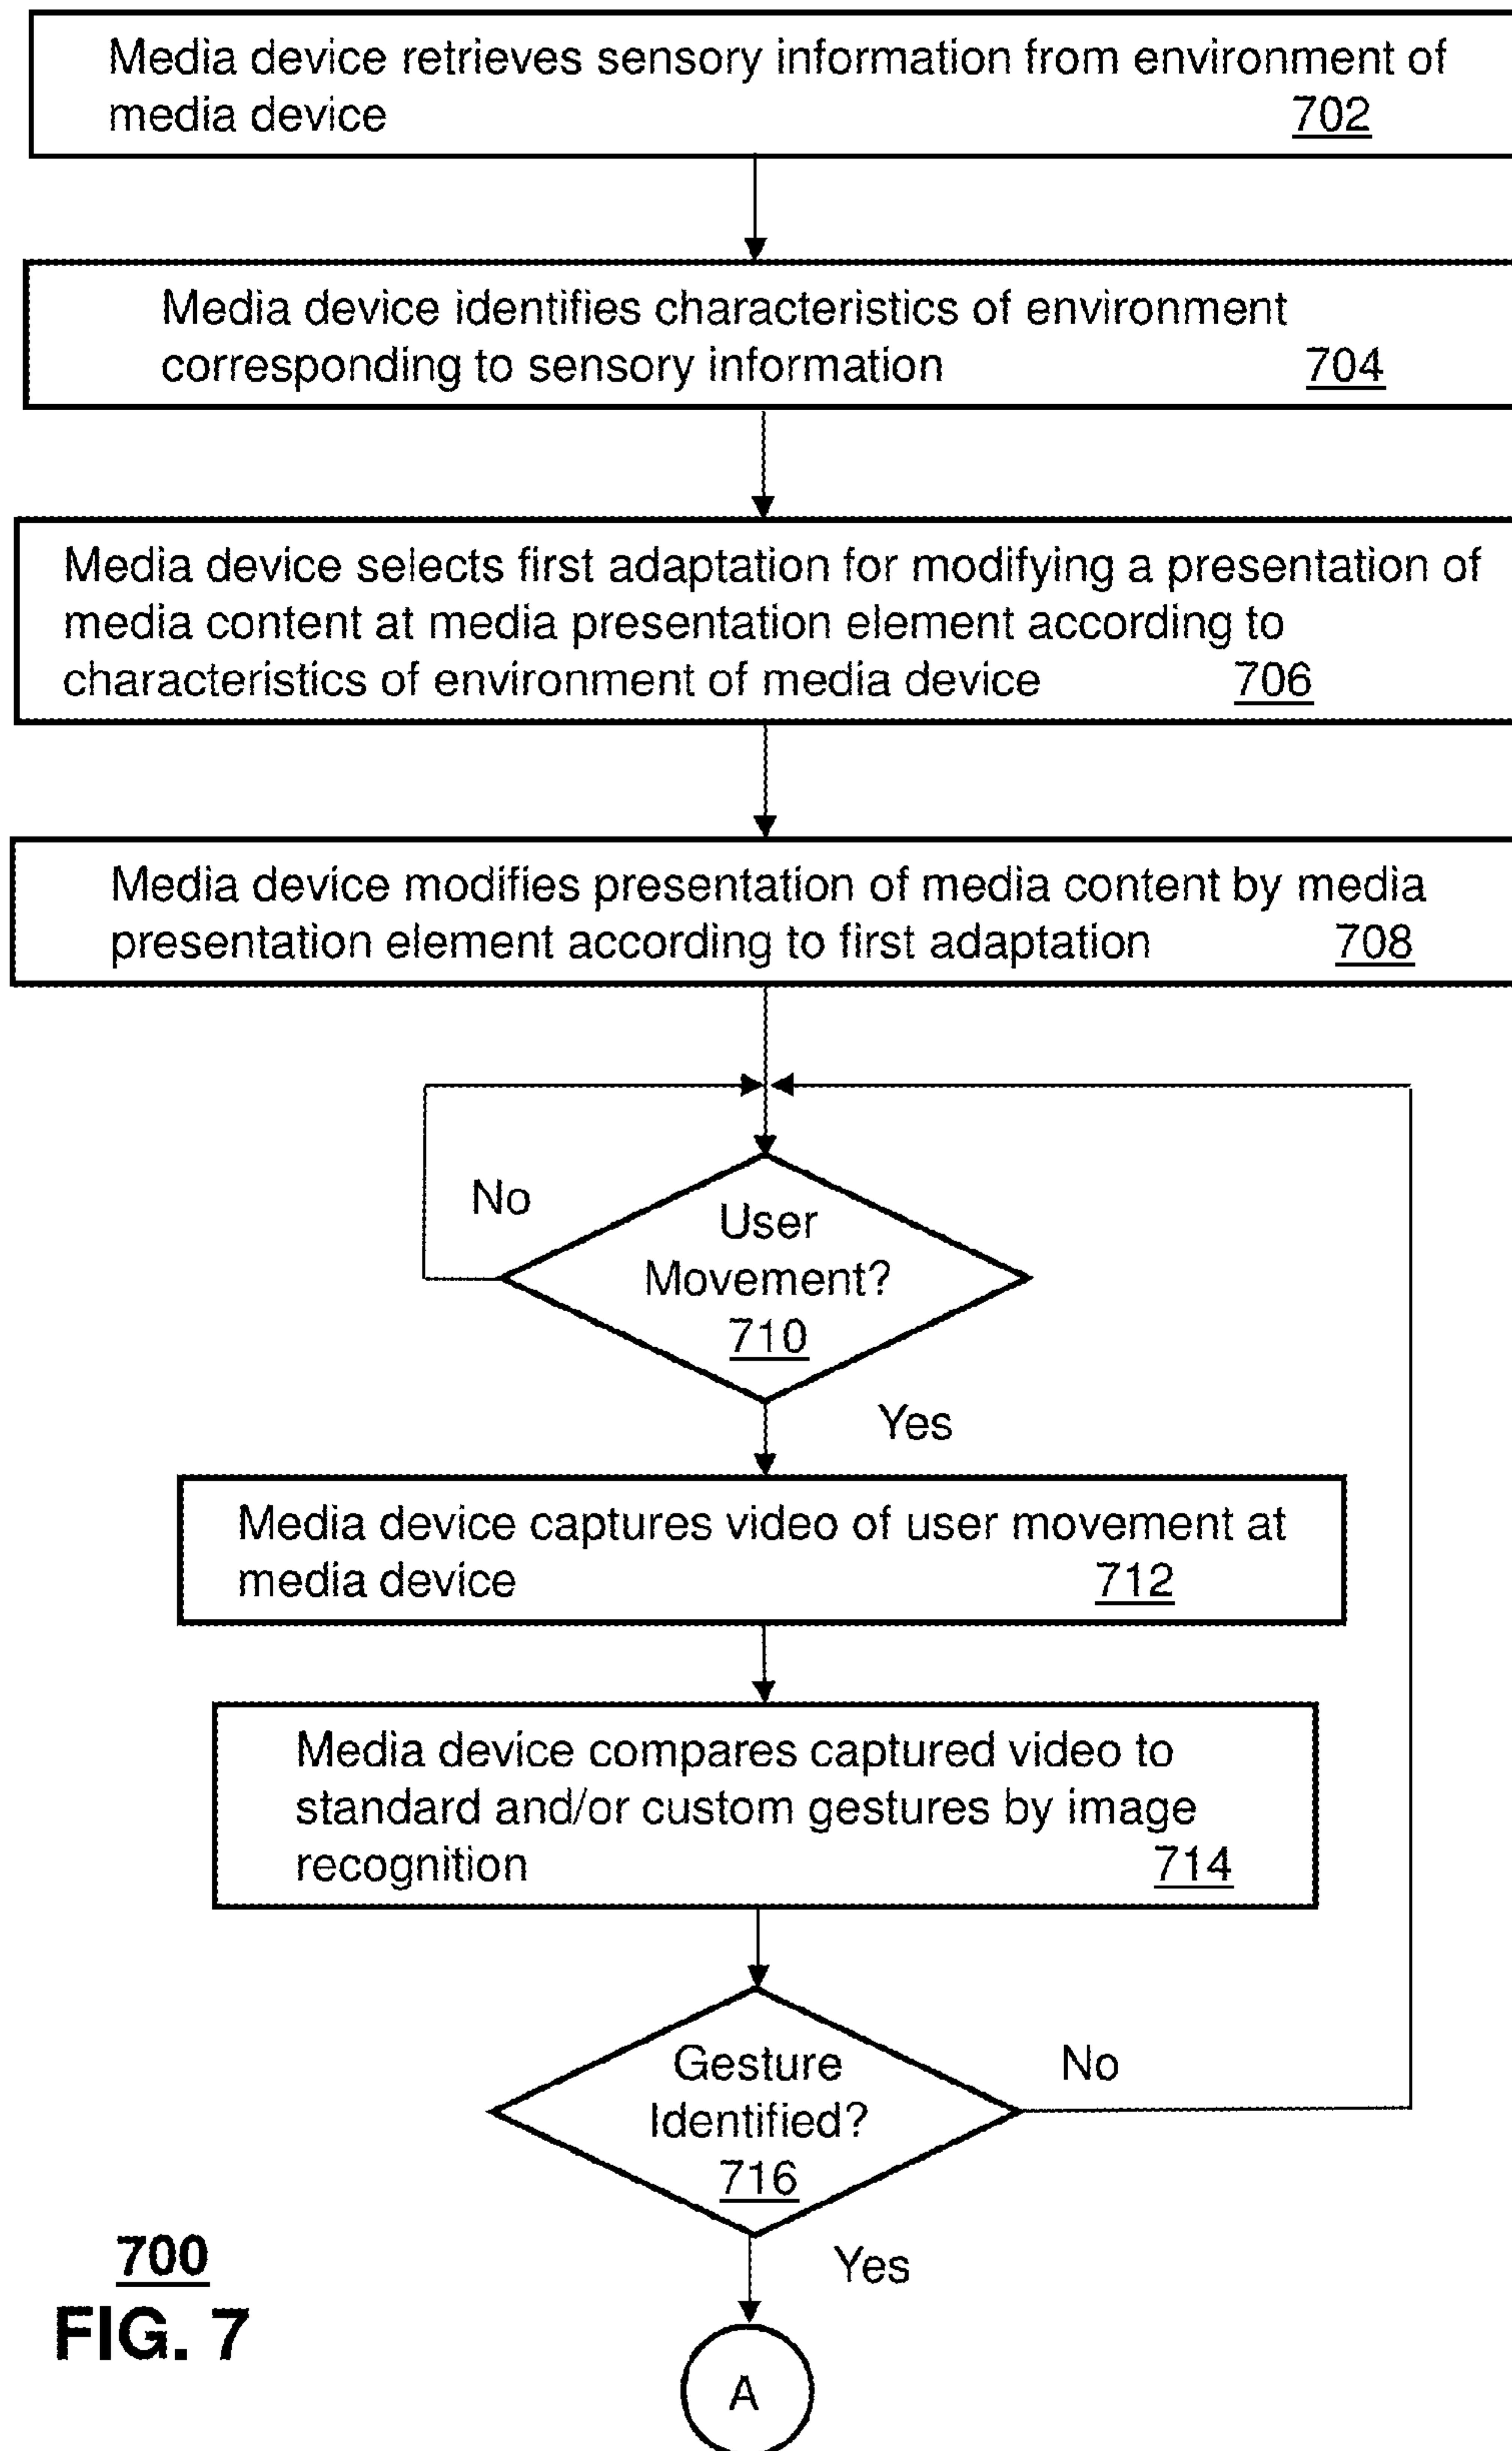 Media device retrieves sensory information from environment of
media device 702
Media device identifies characteristics of environment
corresponding to sensory information 704
Media device selects first adaptation for modifying a presentation of
media content at media presentation element according to
characteristics of environment of media device 706
Media device modifies presentation of media content by media
presentation element according to first adaptation 708
No
User
Movement?
710
Yes
Media device captures video of user movement at
media device 712
Media device compares captured video to
standard and/or custom gestures by image
recognition 714
Gesture
Identified?
716
No
Yes
700
FIG. 7
A